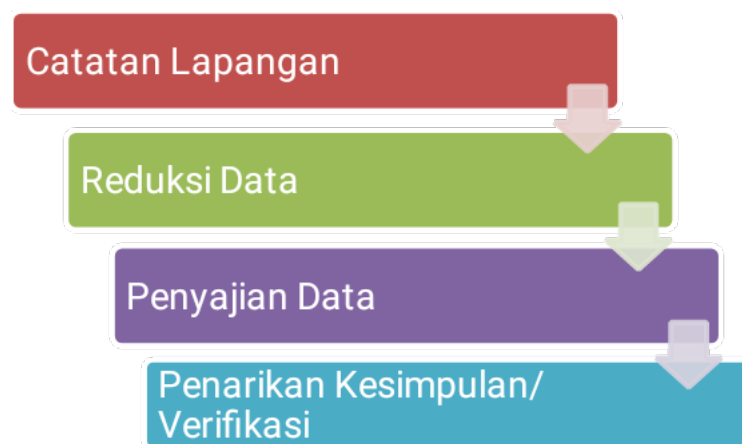 Catatan Lapangan
Reduksi Data
Penyajian Data
Penarikan Kesimpulan/
Verifikasi